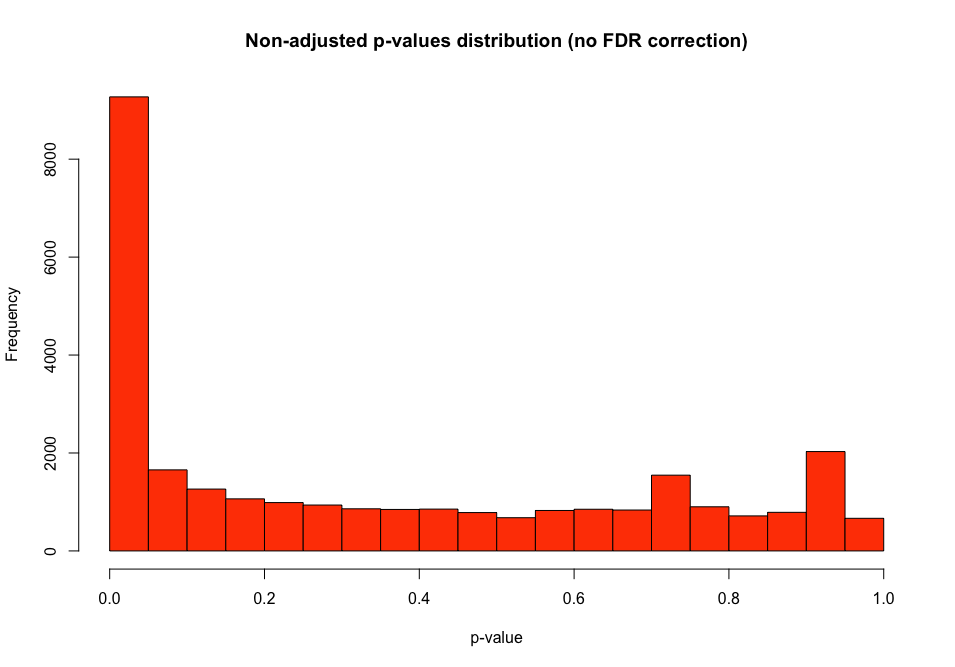 Non-adjusted p-values distribution (no FDR correction)
Frequency
8000
6000
4000
2000
0
0.0 0.2 0.4 0.6 0.8 1.0
p-value